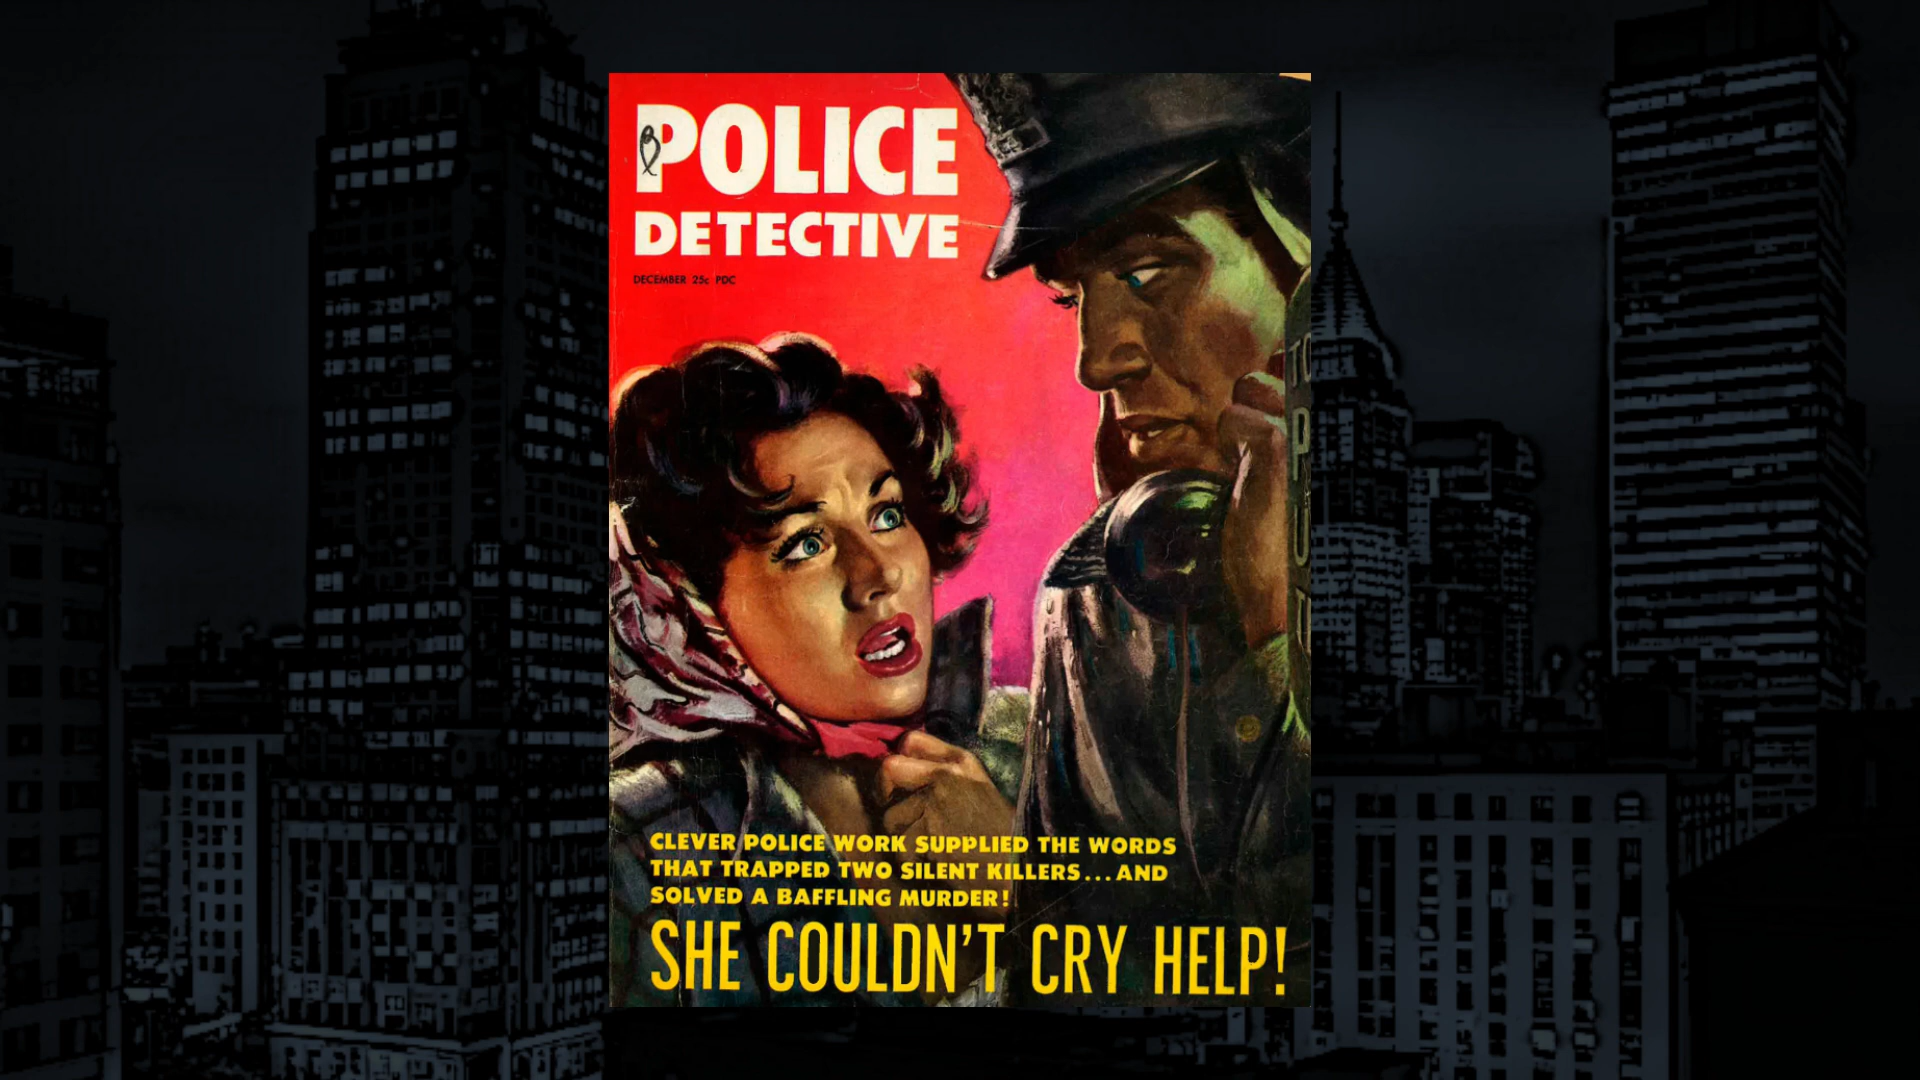 POLICE
DETECTIVE
DECEMBER 25c PDC
CLEVER POLICE WORK SUPPLIED THE WORDS
THAT TRAPPED TWO SILENT KILLERS...AND
SOLVED A BAFFLING MURDER!
SHE COULDN'T CRY HELP!